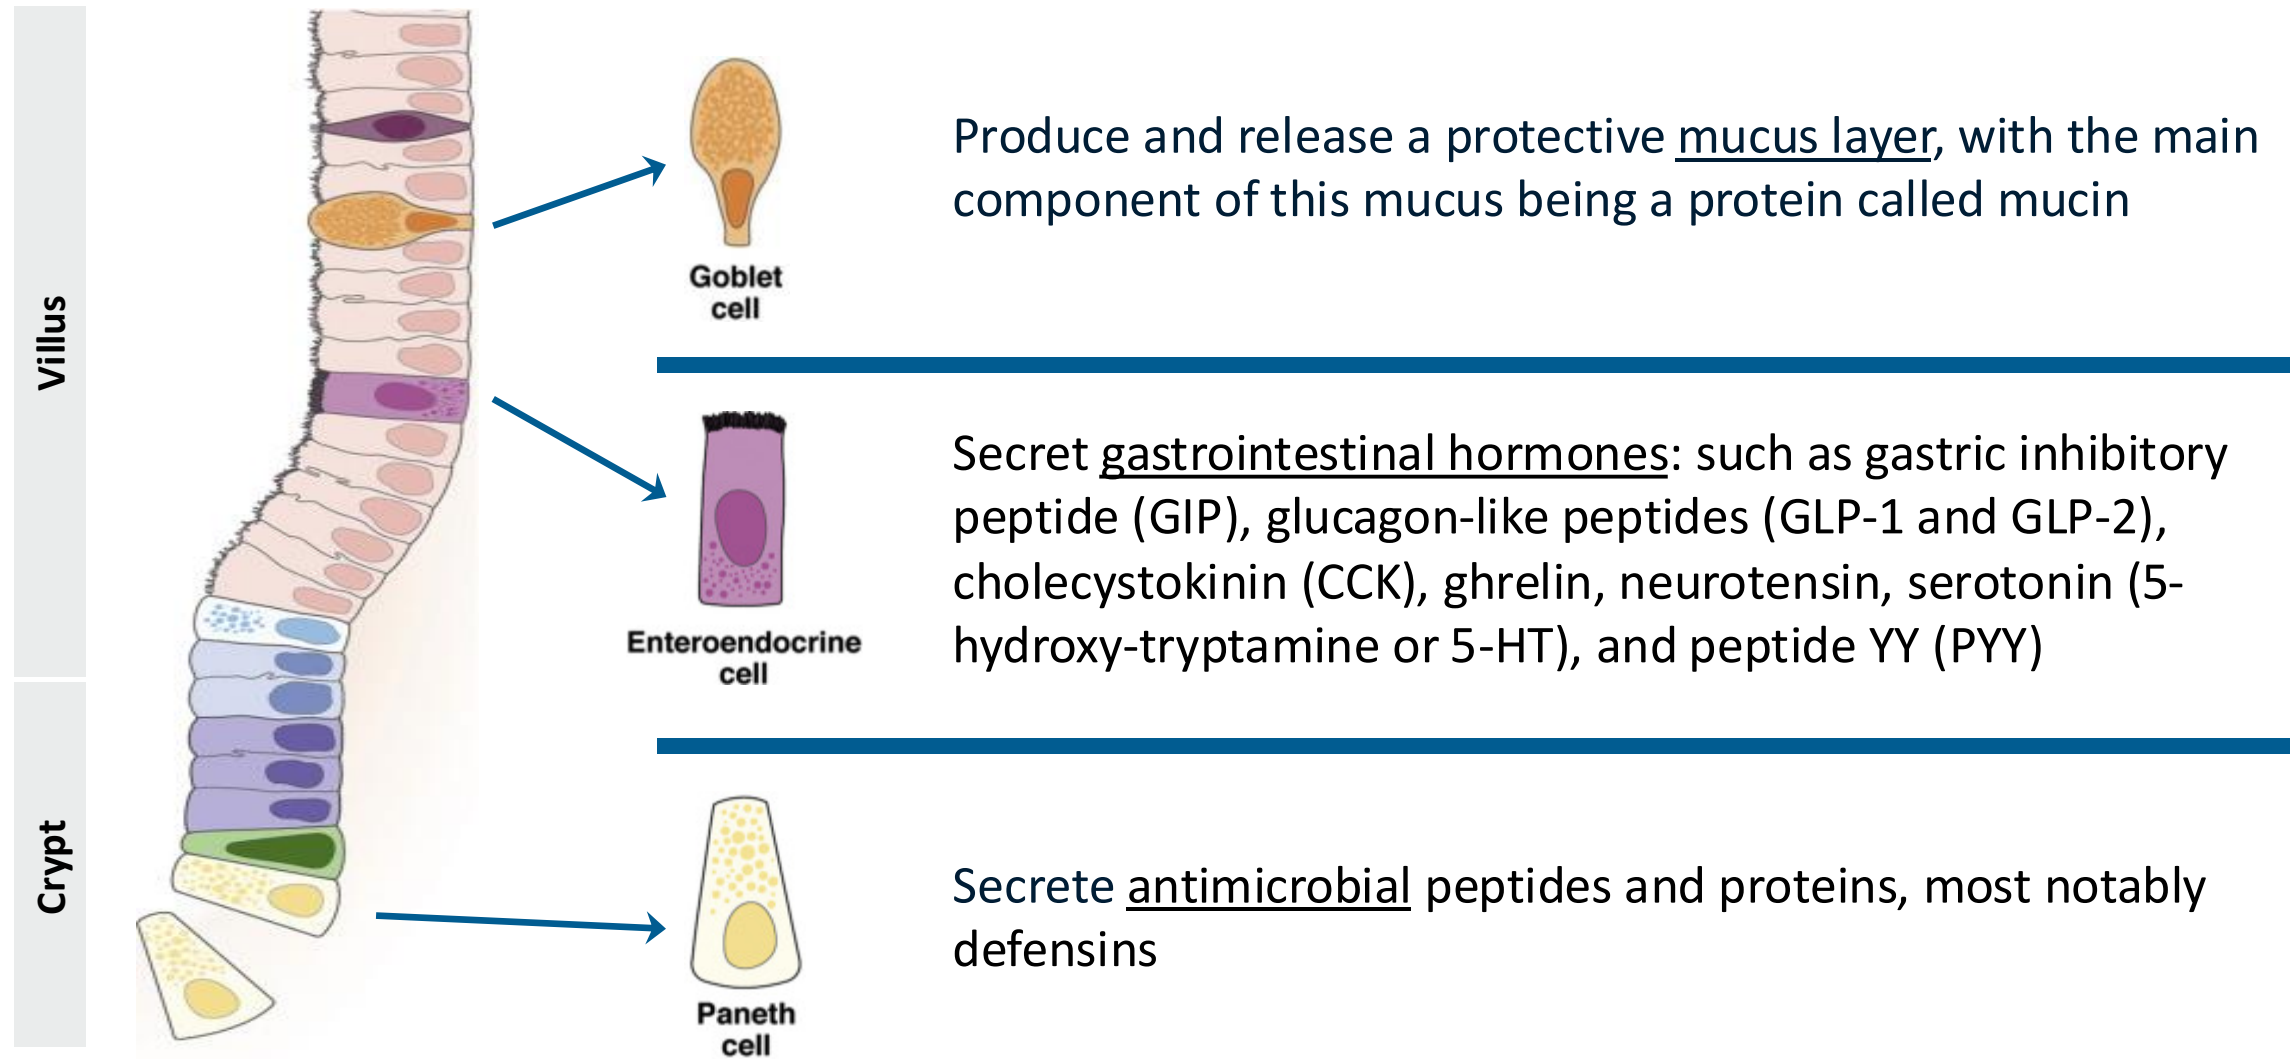 Villus
Crypt
Goblet
cell
Produce and release a protective mucus layer, with the main
component of this mucus being a protein called mucin
Enteroendocrine
cell
Secret gastrointestinal hormones: such as gastric inhibitory
peptide (GIP), glucagon-like peptides (GLP-1 and GLP-2),
cholecystokinin (CCK), ghrelin, neurotensin, serotonin (5-
hydroxy-tryptamine or 5-HT), and peptide YY (PYY)
Paneth
cell
Secrete antimicrobial peptides and proteins, most notably
defensins